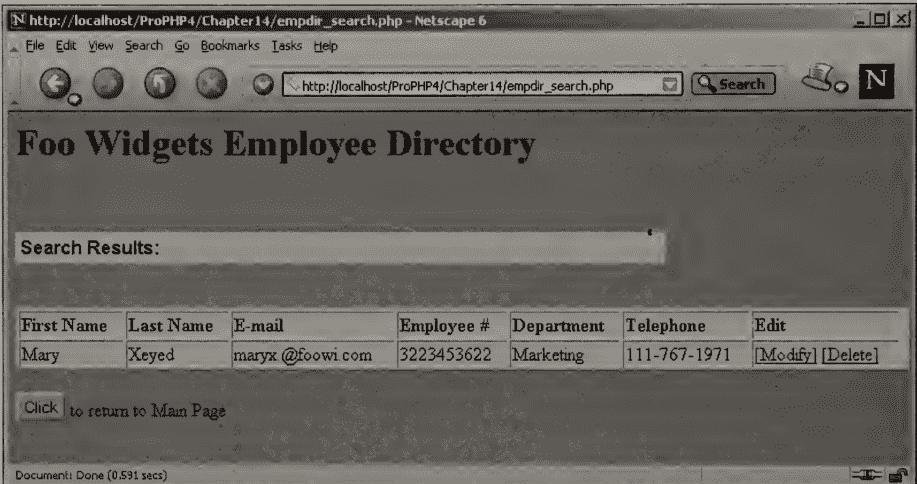 N http://localhost/ProPHP4/Chapter14/empdir_search.php - Netscape 6
File Edit View Search Go Bookmarks Tasks Help
http://localhost/ProPHP4/Chapter14/empdir_search.php Search N
Foo Widgets Employee Directory
Search Results:
First Name Last Name E-mail Employee # Department Telephone Edit
Mary Xeyed maryx @foowi.com 3223453622 Marketing 111-767-1971 [Modify] [Delete]
Click to return to Main Page
Document: Done (0.591 secs)